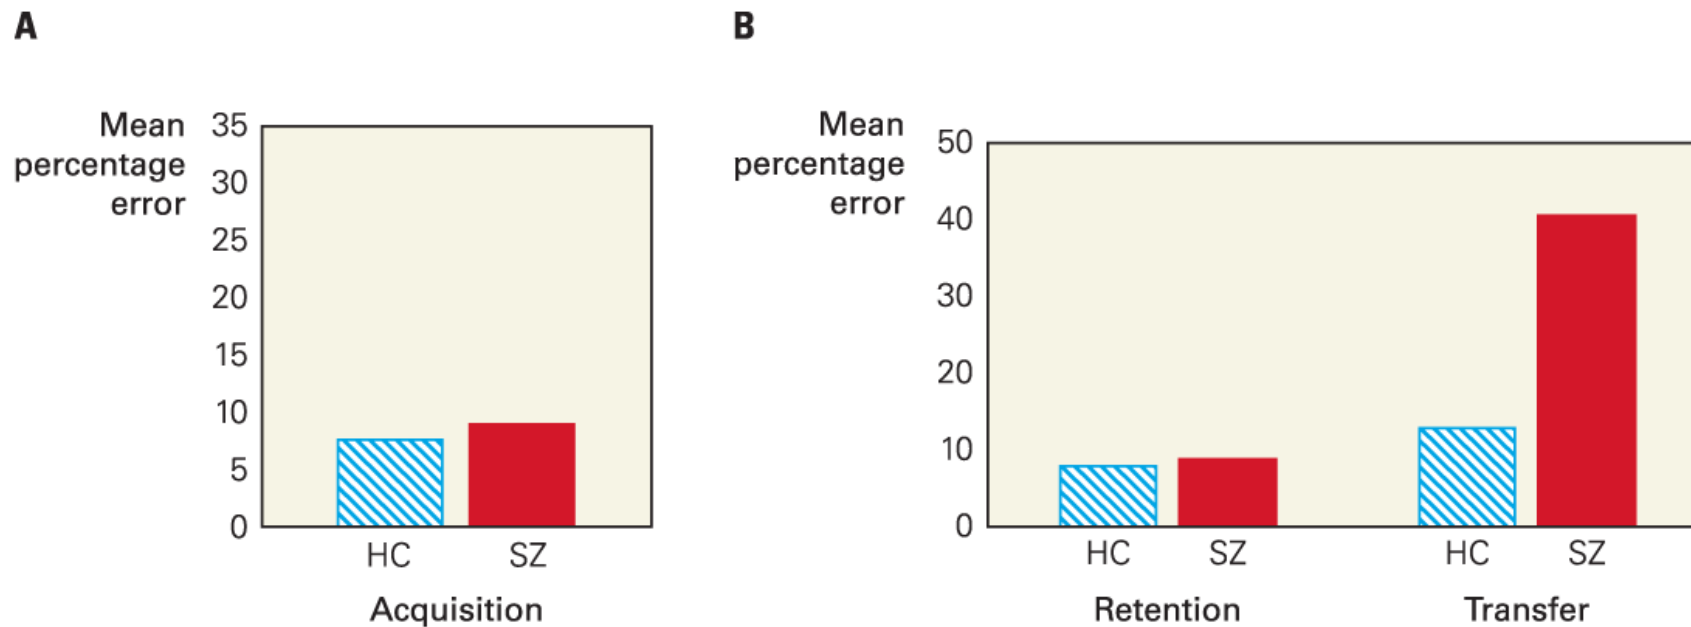 A
Mean
percentage
error
35
30
25
20
15
10
5
0
HC SZ
Acquisition
B
Mean
percentage
error
50
40
30
20
10
0
HC SZ HC SZ
Retention Transfer